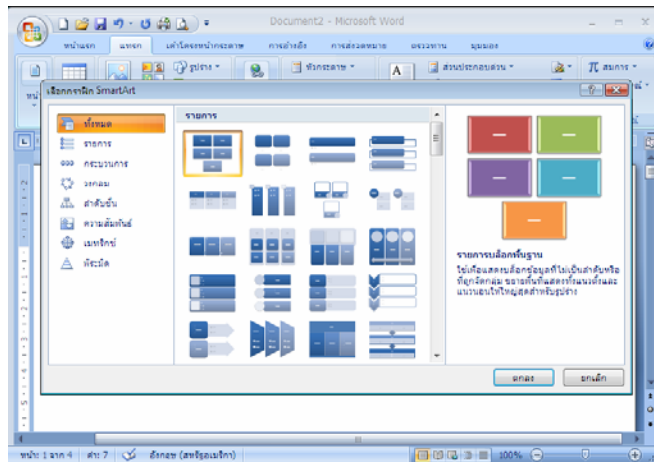 Document2 - Microsoft Word
หน้าแรก แทรก เค้าโครงหน้ากระดาษ การอ้างอิง การส่งจดหมาย ตรวจทาน มุมมอง
รูปร่าง หัวกระดาษ ส่วนประกอบด่วน สมการ
เลือกกราฟิก SmartArt
ทั้งหมด
รายการ
กระบวนการ
วงกลม
ลำดับชั้น
ความสัมพันธ์
เมทริกซ์
พีระมิด
รายการ
รายการบล็อกพื้นฐาน
ใช้เพื่อแสดงบล็อกข้อมูลที่ไม่เป็นลำดับหรือ
ที่ถูกจัดกลุ่ม ขยายพื้นที่แสดงทั้งแนวตั้งและ
แนวนอนให้ใหญ่สุดสำหรับรูปร่าง
ตกลง ยกเลิก
หน้า: 1 จาก 4 คำ: 7 อังกฤษ (สหรัฐอเมริกา) 100%